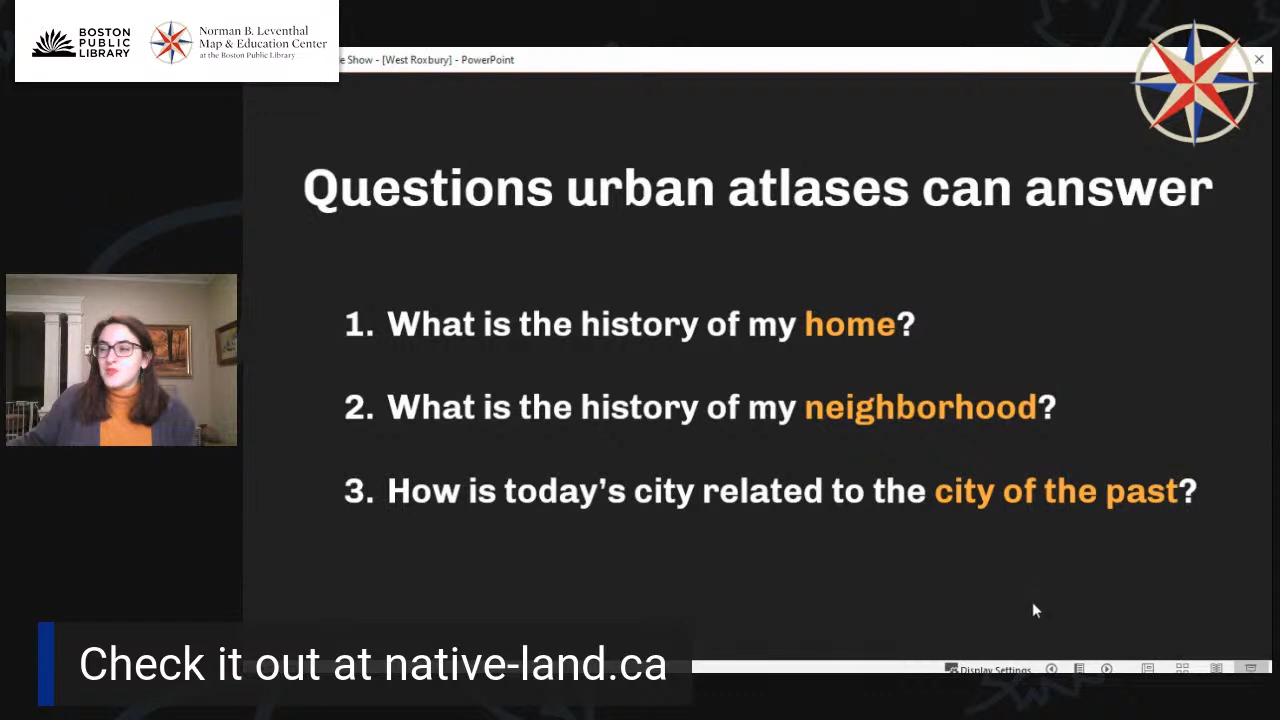 BOSTON
PUBLIC
LIBRARY
Norman B. Leventhal
Map & Education Center
at the Boston Public Library
e Show - [West Roxbury] - PowerPoint
Questions urban atlases can answer
1. What is the history of my home?
2. What is the history of my neighborhood?
3. How is today's city related to the city of the past?
Check it out at native-land.ca
Display Settings